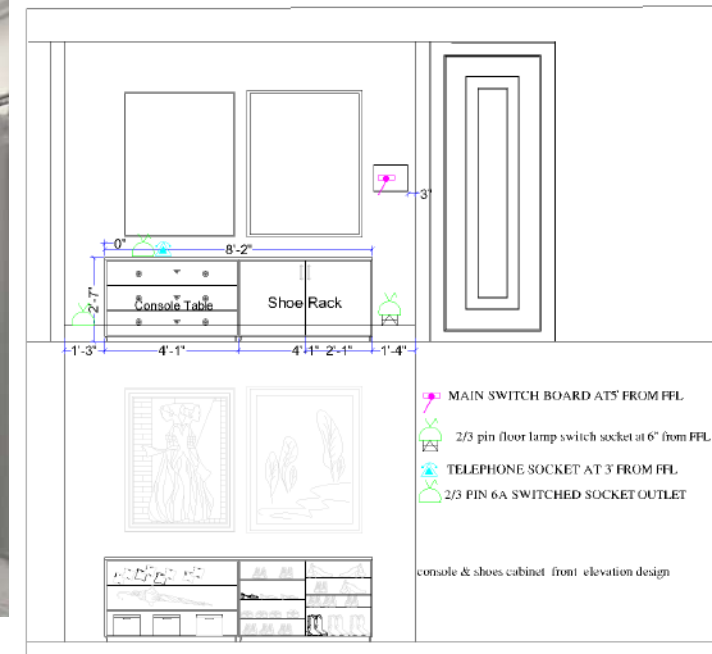 3"
0"
8'-2"
2'-7"
Console Table
Shoe Rack
1'-3"
4'-1"
4'-1"
2'-1"
1'-4"
MAIN SWITCH BOARD AT5' FROM FFL
2/3 pin floor lamp switch socket at 6" from FFL
TELEPHONE SOCKET AT 3' FROM FFL
2/3 PIN 6A SWITCHED SOCKET OUTLET
console & shoes cabinet front elevation design